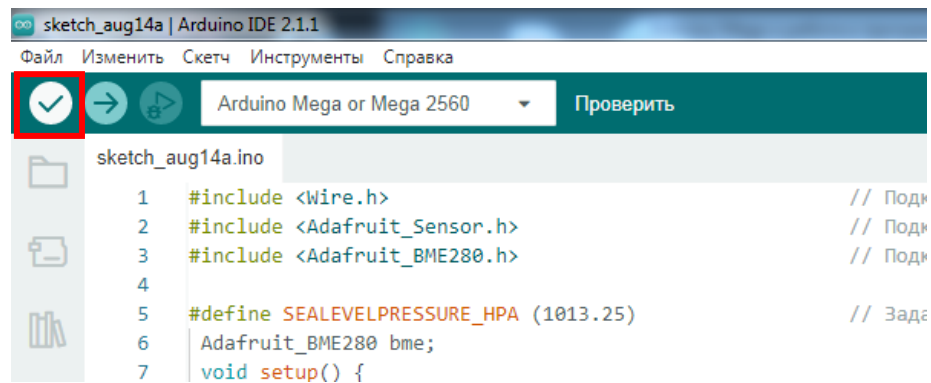 sketch_aug14a | Arduino IDE 2.1.1
Файл Изменить Скетч Инструменты Справка
Arduino Mega or Mega 2560 Проверить
sketch_aug14a.ino
1 #include <Wire.h> //
2 #include <Adafruit_Sensor.h> //
3 #include <Adafruit_BME280.h> //
4
5 #define SEALEVELPRESSURE_HPA (1013.25) //
6 Adafruit_BME280 bme;
7 void setup() {